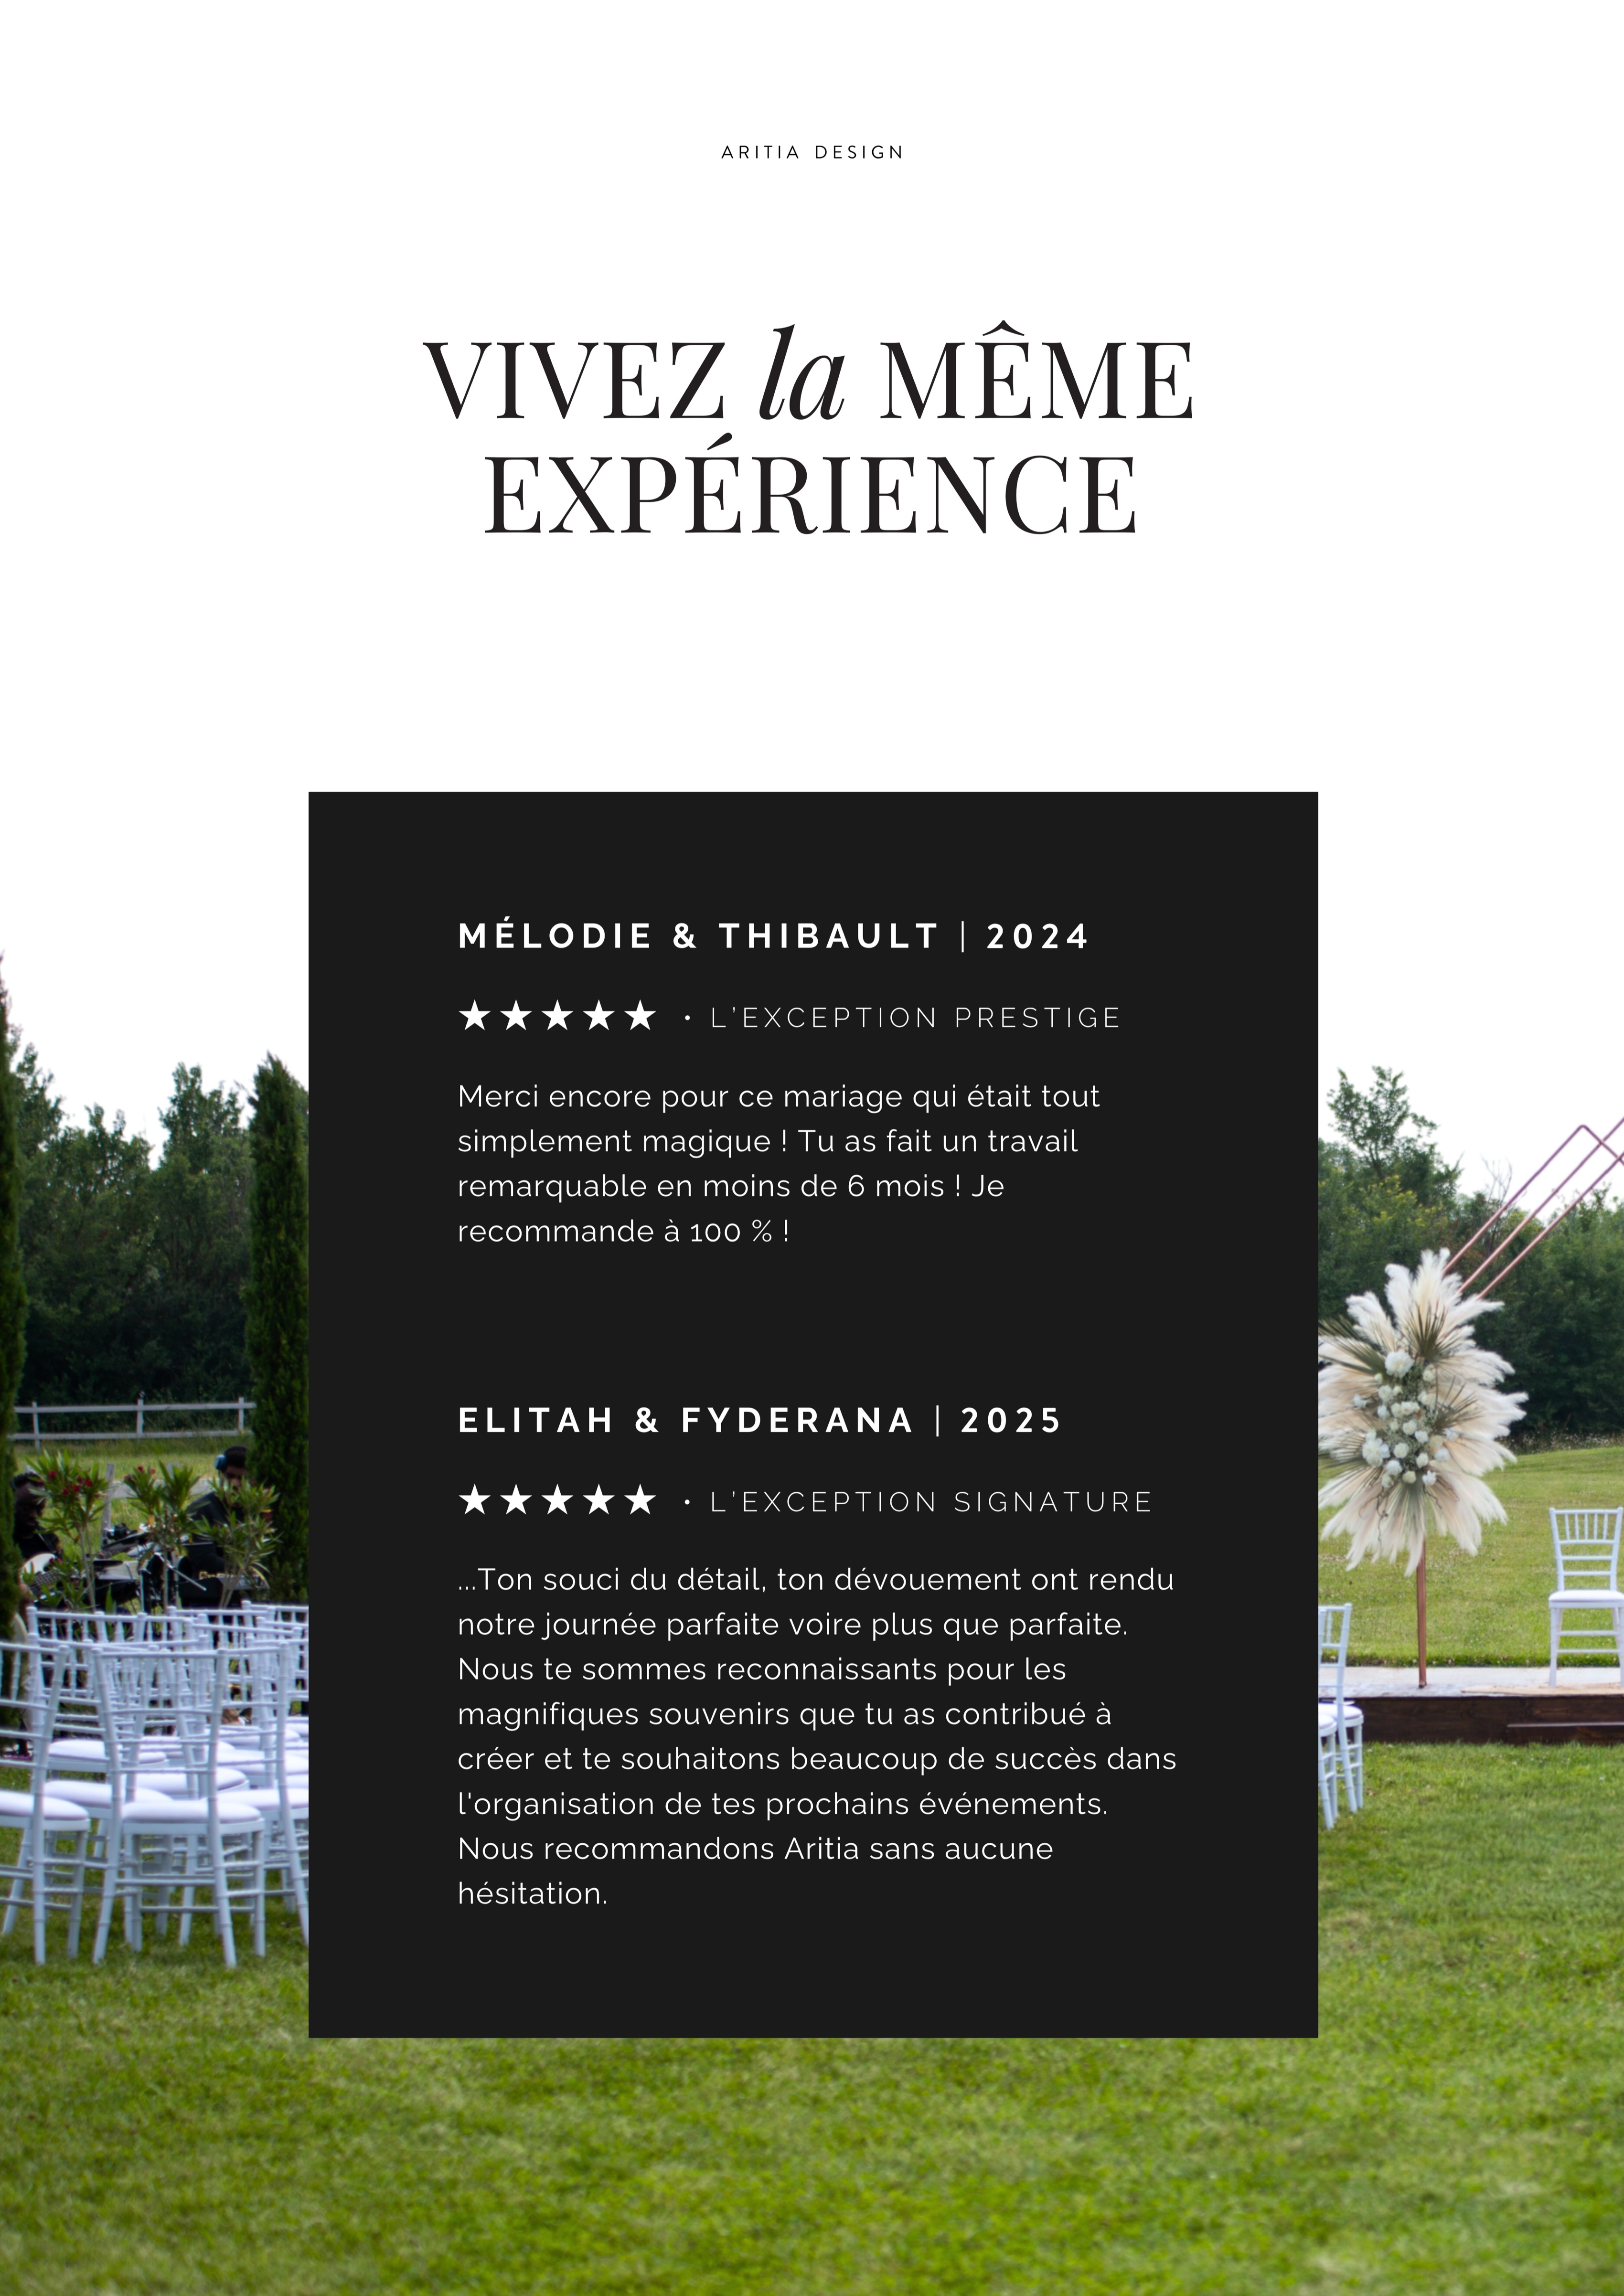 ARITIA DESIGN
VIVEZ la MÊME
EXPÉRIENCE
MÉLODIE & THIBAULT | 2024
★★★★★ • L'EXCEPTION PRESTIGE
Merci encore pour ce mariage qui était tout
simplement magique ! Tu as fait un travail
remarquable en moins de 6 mois ! Je
recommande à 100 % !
ELITAH & FYDERANA | 2025
★★★★★ • L'EXCEPTION SIGNATURE
...Ton souci du détail, ton dévouement ont rendu
notre journée parfaite voire plus que parfaite.
Nous te sommes reconnaissants pour les
magnifiques souvenirs que tu as contribué à
créer et te souhaitons beaucoup de succès dans
l'organisation de tes prochains événements.
Nous recommandons Aritia sans aucune
hésitation.